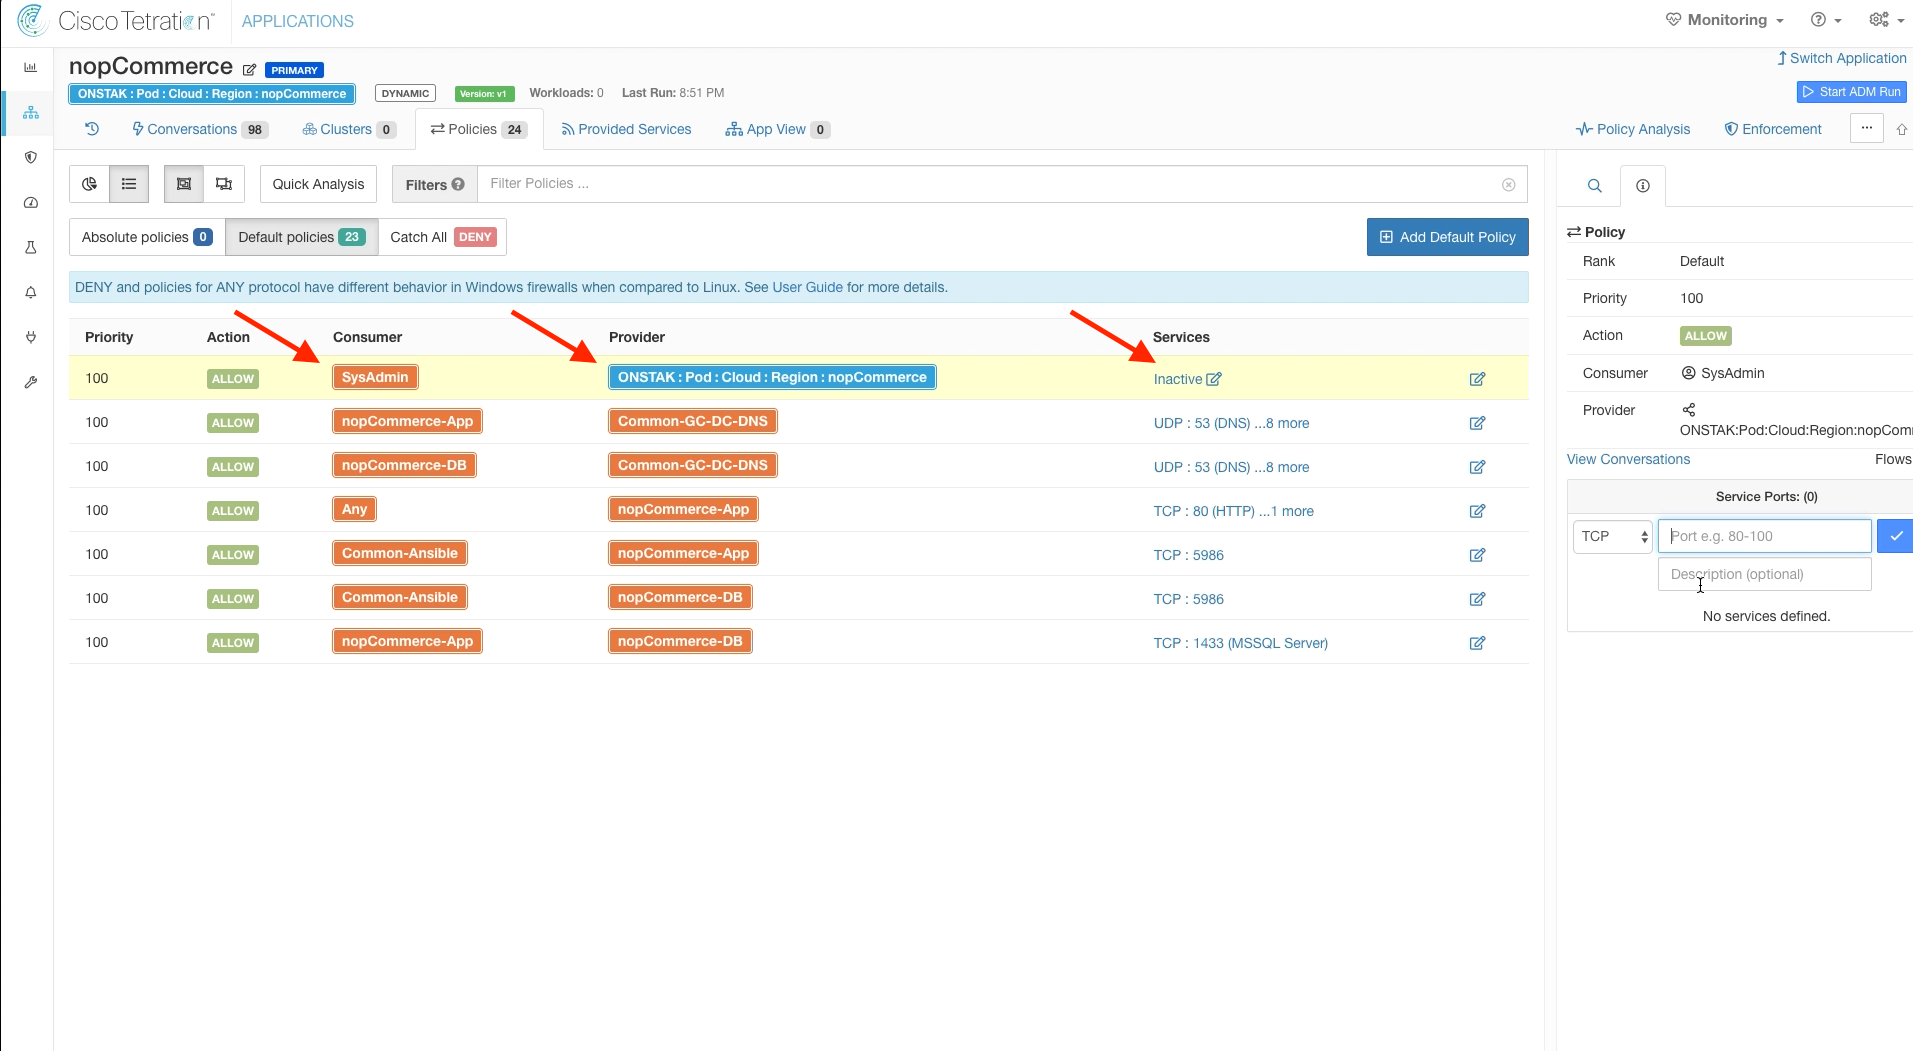 Cisco Tetration™ APPLICATIONS Monitoring
nopCommerce PRIMARY Switch Application
ONSTAK : Pod : Cloud : Region : nopCommerce DYNAMIC Version: v1 Workloads: 0 Last Run: 8:51 PM Start ADM Run
Conversations 98 Clusters 0 Policies 24 Provided Services App View 0 Policy Analysis Enforcement ...
Quick Analysis Filters Filter Policies ...
Absolute policies 0 Default policies 23 Catch All DENY Add Default Policy
DENY and policies for ANY protocol have different behavior in Windows firewalls when compared to Linux. See User Guide for more details.
Priority Action Consumer Provider Services
100 ALLOW SysAdmin ONSTAK : Pod : Cloud : Region : nopCommerce Inactive
100 ALLOW nopCommerce-App Common-GC-DC-DNS UDP : 53 (DNS) ...8 more
100 ALLOW nopCommerce-DB Common-GC-DC-DNS UDP : 53 (DNS) ...8 more
100 ALLOW Any nopCommerce-App TCP : 80 (HTTP) ...1 more
100 ALLOW Common-Ansible nopCommerce-App TCP : 5986
100 ALLOW Common-Ansible nopCommerce-DB TCP : 5986
100 ALLOW nopCommerce-App nopCommerce-DB TCP : 1433 (MSSQL Server)
Policy
Rank Default
Priority 100
Action ALLOW
Consumer SysAdmin
Provider
ONSTAK:Pod:Cloud:Region:nopCom
View Conversations Flows
Service Ports: (0)
TCP Port e.g. 80-100
Description (optional)
No services defined.